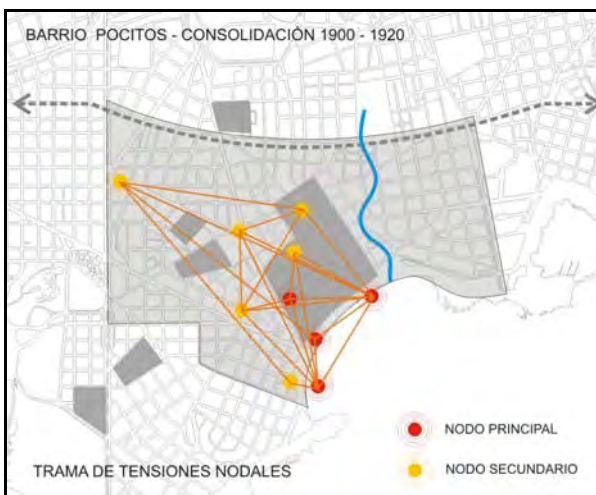 BARRIO POCITOS - CONSOLIDACIÓN 1900 - 1920
NODO PRINCIPAL
TRAMA DE TENSIONES NODALES
NODO SECUNDARIO